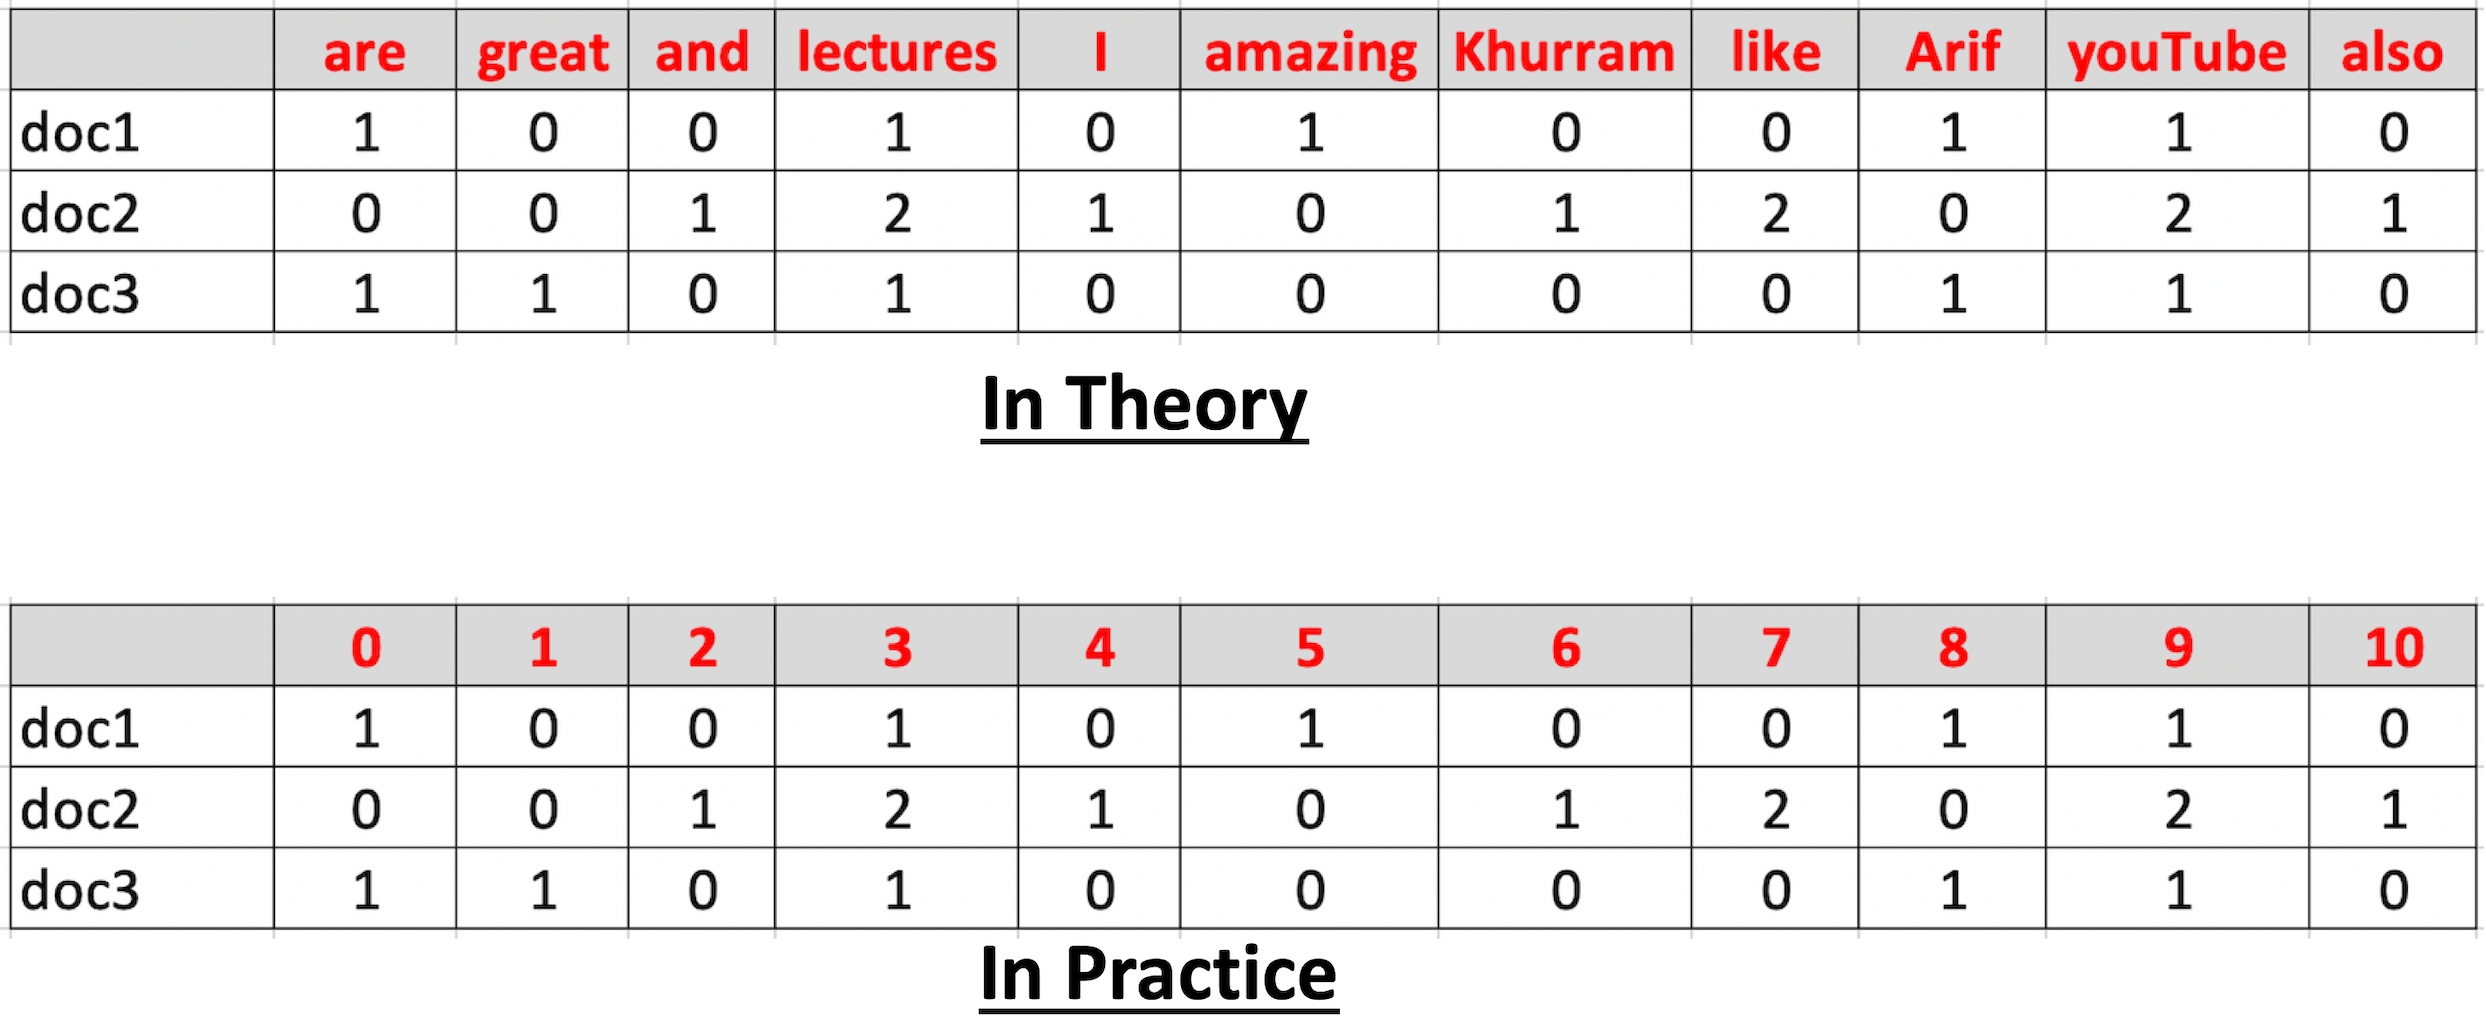 are great and lectures I amazing Khurram like Arif youTube also
doc1 1 0 0 1 0 1 0 0 1 1 0
doc2 0 0 1 2 1 0 1 2 0 2 1
doc3 1 1 0 1 0 0 0 0 1 1 0
In Theory
0 1 2 3 4 5 6 7 8 9 10
doc1 1 0 0 1 0 1 0 0 1 1 0
doc2 0 0 1 2 1 0 1 2 0 2 1
doc3 1 1 0 1 0 0 0 0 1 1 0
In Practice